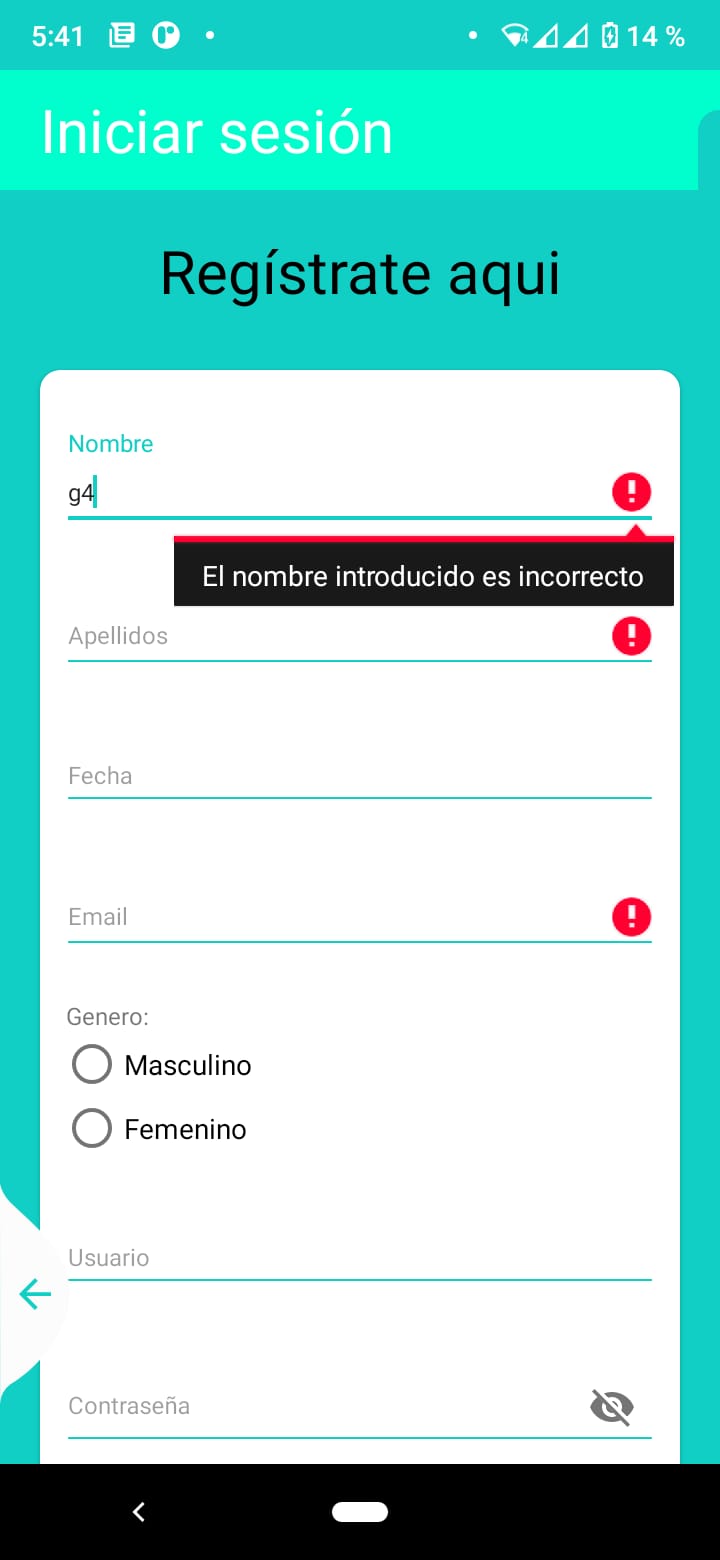 5:41
14 %
Iniciar sesión
Regístrate aqui
Nombre
g4
El nombre introducido es incorrecto
Apellidos
Fecha
Email
Genero:
Masculino
Femenino
Usuario
Contraseña